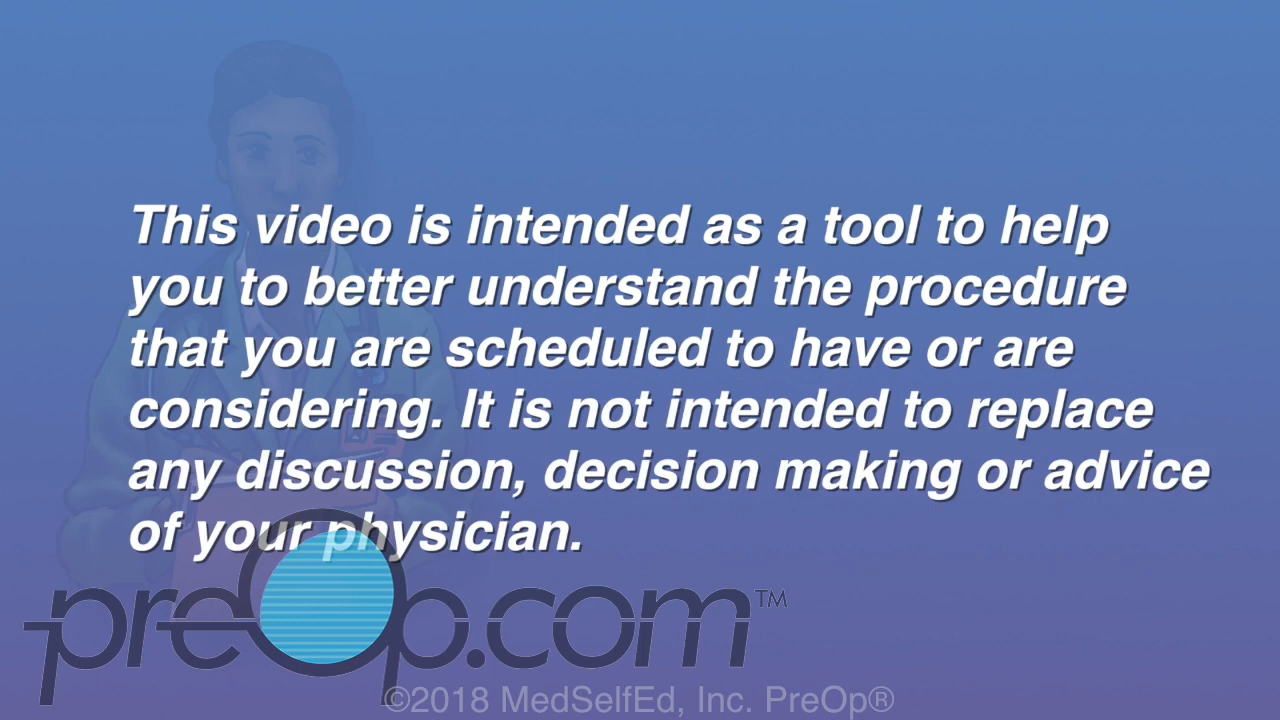 This video is intended as a tool to help
you to better understand the procedure
that you are scheduled to have or are
considering. It is not intended to replace
any discussion, decision making or advice
of your physician.
preOp.com™
©2018 MedSelfEd, Inc. PreOp®